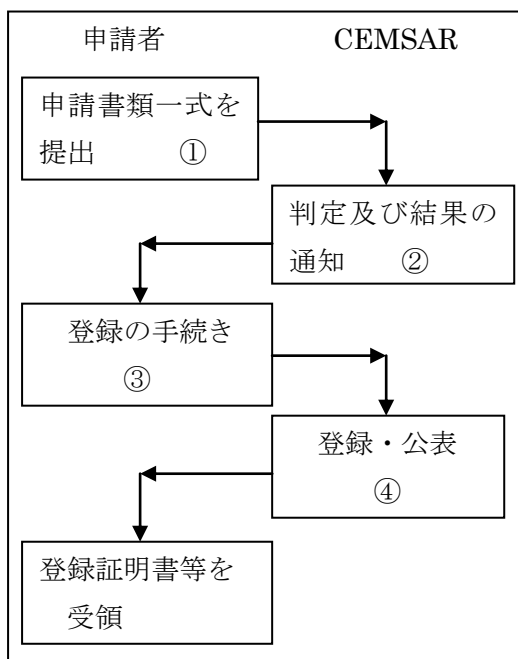 申請者 CEMSAR
申請書類一式を
提出 ①
判定及び結果の
通知 ②
登録の手続き
③
登録・公表
④
登録証明書等を
受領